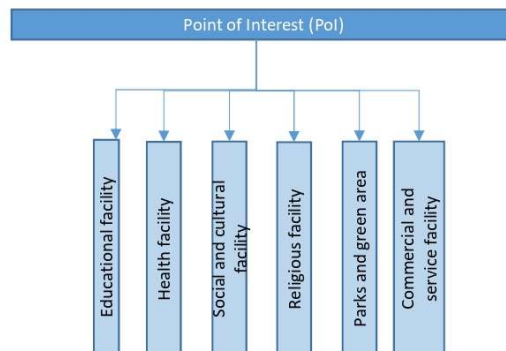 Point of Interest (PoI)
Educational facility
Health facility
Social and cultural
facility
Religious facility
Parks and green area
Commercial and
service facility